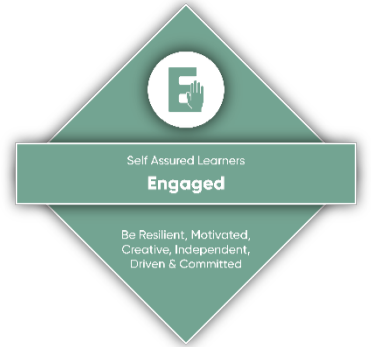 E
Self Assured Learners
Engaged
Be Resilient, Motivated,
Creative, Independent,
Driven & Committed